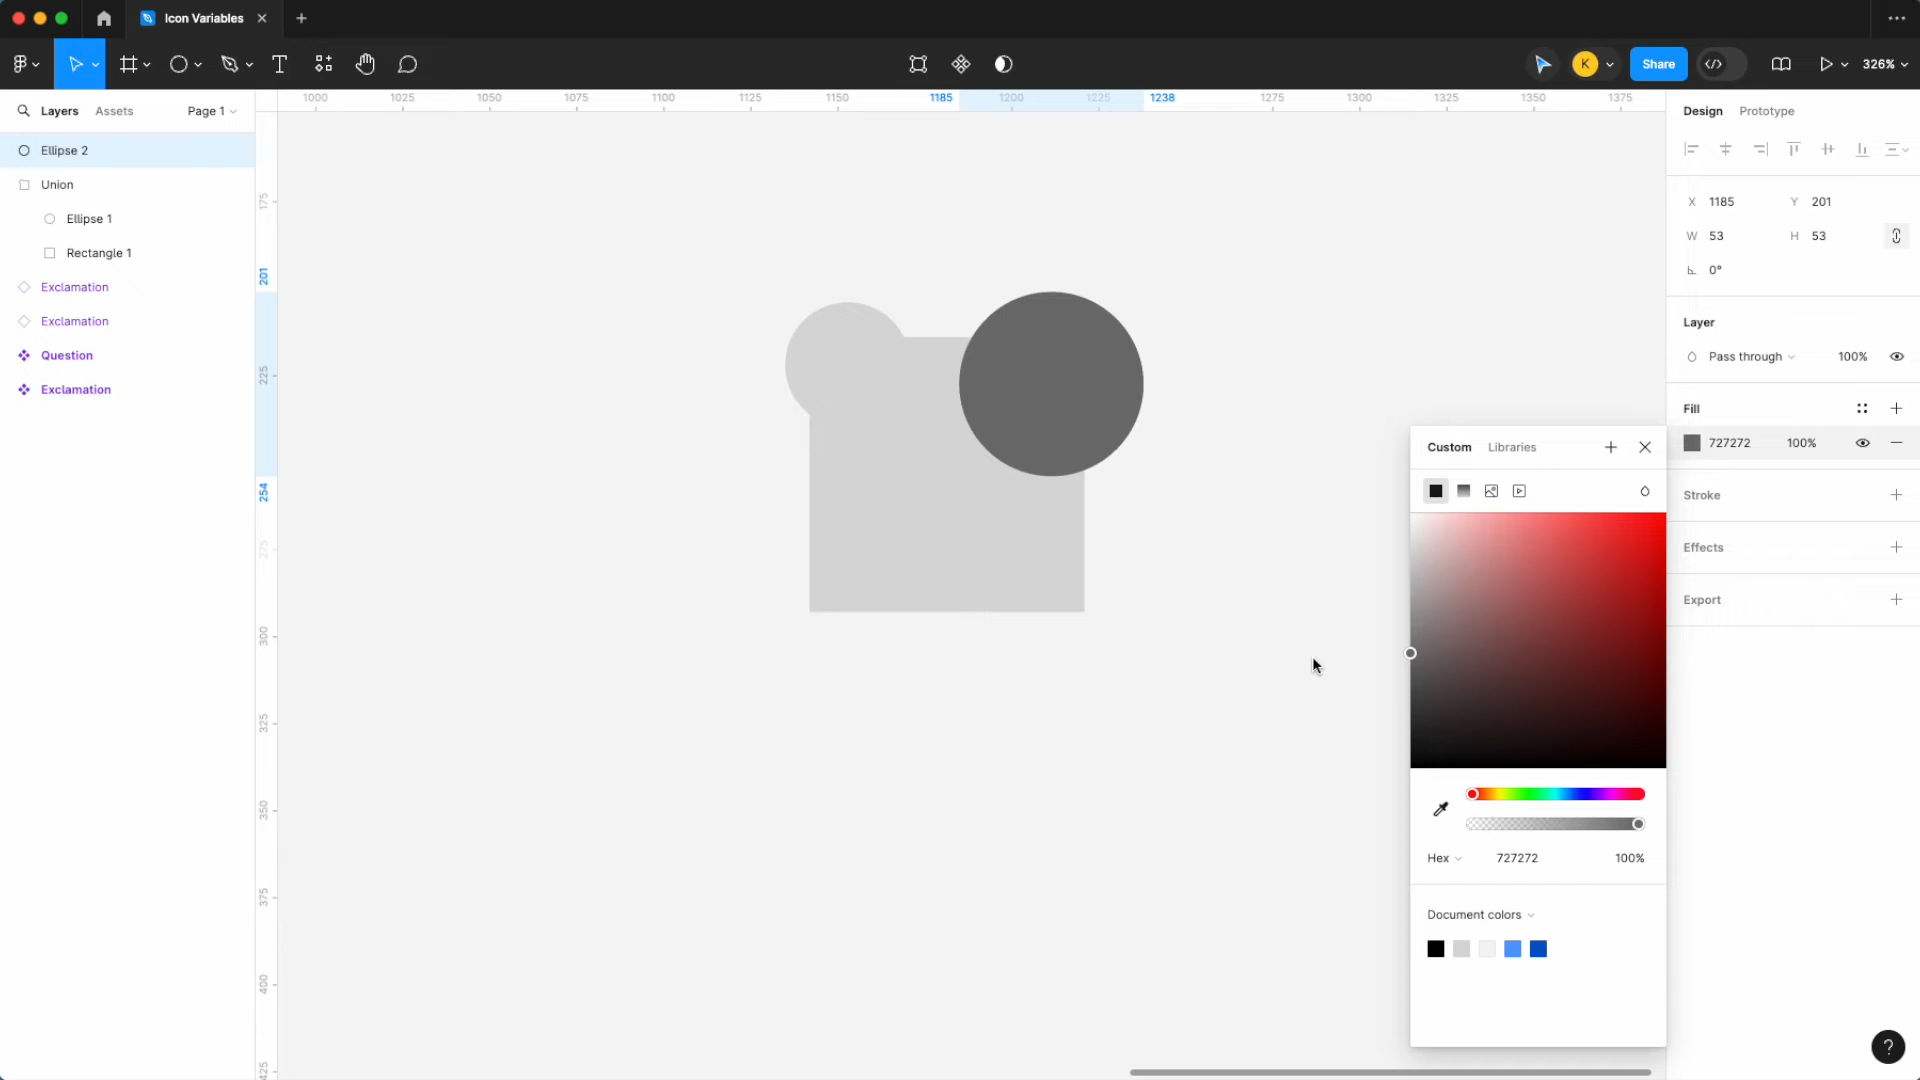 Icon Variables
K
Share
326%
Layers
Assets
Page 1
1000
1025
1050
1075
1100
1125
1150
1185
1200
1225
1238
1275
1300
1325
1350
1375
Design
Prototype
Ellipse 2
Union
Ellipse 1
Rectangle 1
Exclamation
Exclamation
Question
Exclamation
175
201
225
254
275
300
325
350
375
400
425
X 1185
Y 201
W 53
H 53
0°
Layer
Pass through
100%
Fill
727272
100%
Stroke
Effects
Export
Custom
Libraries
Hex
727272
100%
Document colors
?